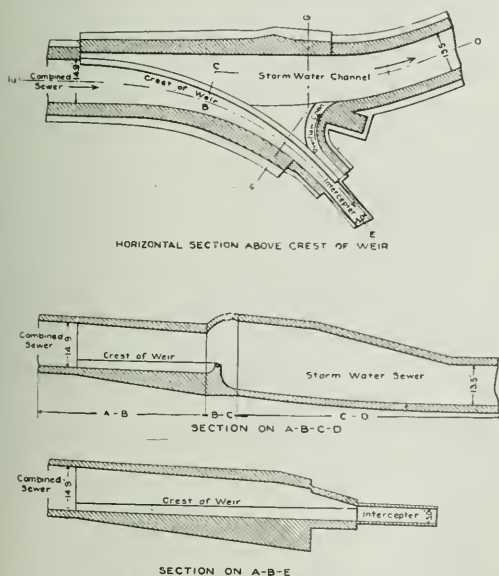 G
14.9'
Combined
Sewer
C
Storm Water Channel
D
13.5'
Crest of Weir
B
F
Intercepter
E
HORIZONTAL SECTION ABOVE CREST OF WEIR
Combined
Sewer
14.9'
Crest of Weir
Storm Water Sewer
13.5'
A-B
B-C
C-D
SECTION ON A-B-C-D
Combined
Sewer
14.9'
Crest of Weir
Intercepter
SECTION ON A-B-E